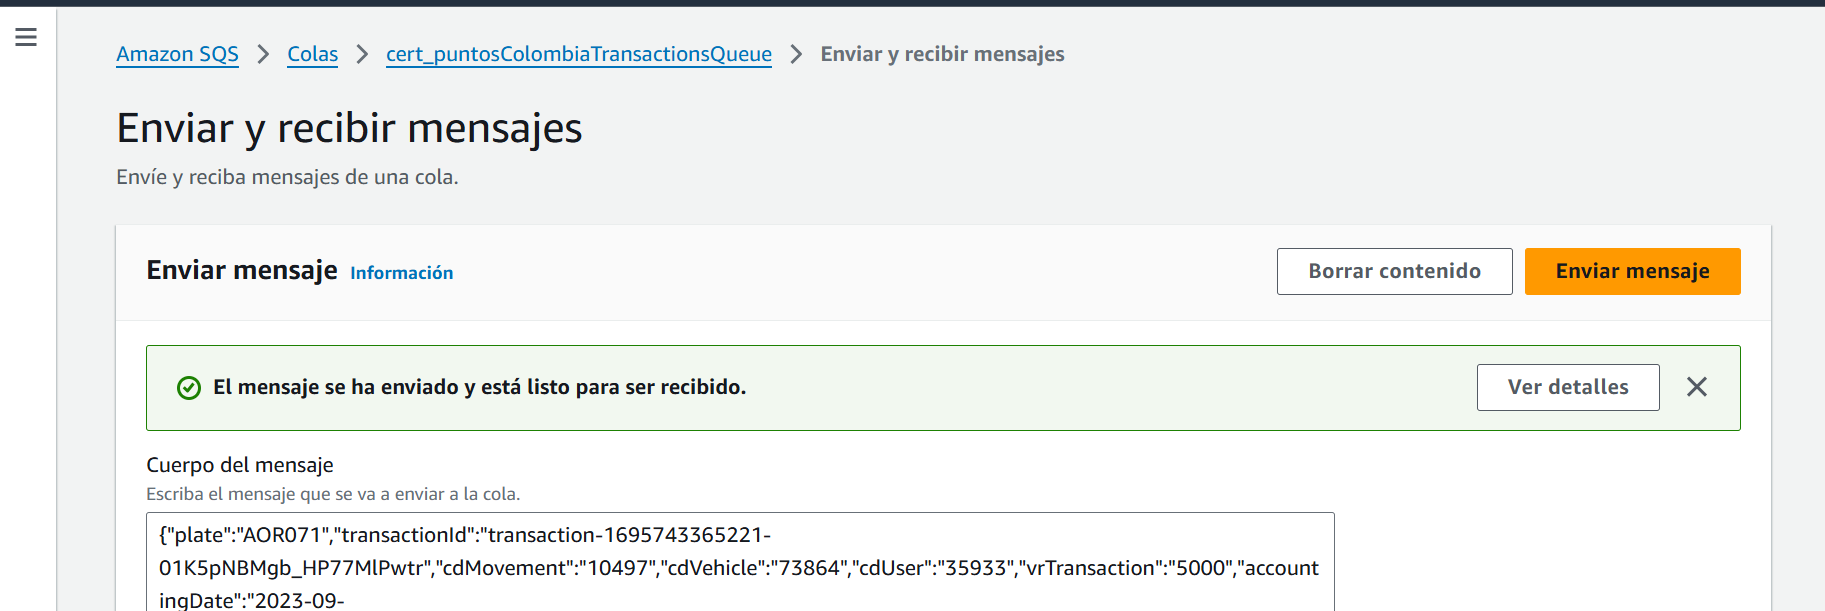 Amazon SQS > Colas > cert_puntosColombiaTransactionsQueue > Enviar y recibir mensajes
Enviar y recibir mensajes
Envíe y reciba mensajes de una cola.
Enviar mensaje Información Borrar contenido Enviar mensaje
El mensaje se ha enviado y está listo para ser recibido. Ver detalles
Cuerpo del mensaje
Escriba el mensaje que se va a enviar a la cola.
{"plate":"AOR071","transactionId":"transaction-1695743365221-
01K5pNBMgb_HP77MlPwtr","cdMovement":"10497","cdVehicle":"73864","cdUser":"35933","vrTransaction":"5000","account
ingDate":"2023-09-